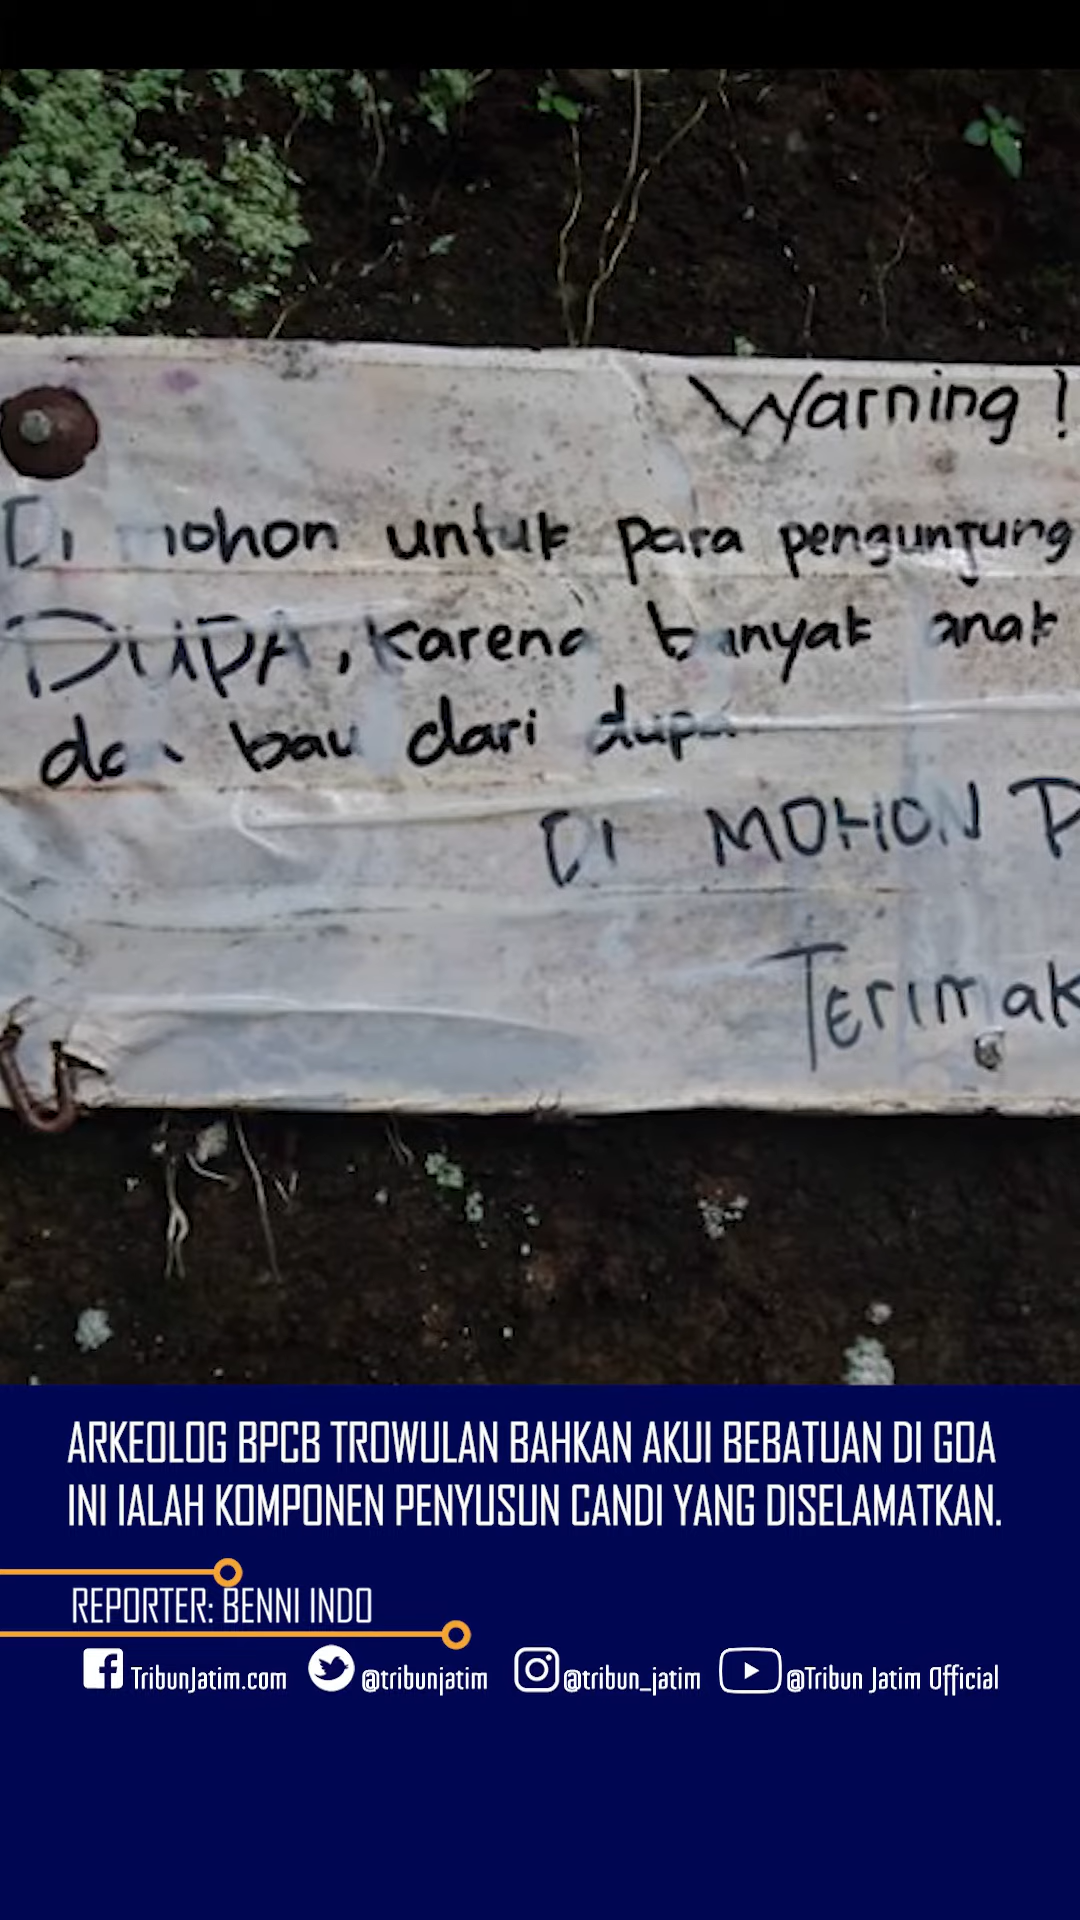 Warning !
Di mohon untuk para pengunjung
DUPA, karena banyak anak
dan bau dari dupa
DI MOHON P
TERIMAK
ARKEOLOG BPCB TROWULAN BAHKAN AKUI BEBATUAN DI GOA
INI IALAH KOMPONEN PENYUSUN CANDI YANG DISELAMATKAN.
REPORTER: BENNI INDO
TribunJatim.com @tribunjatim @tribun_jatim @Tribun Jatim Official